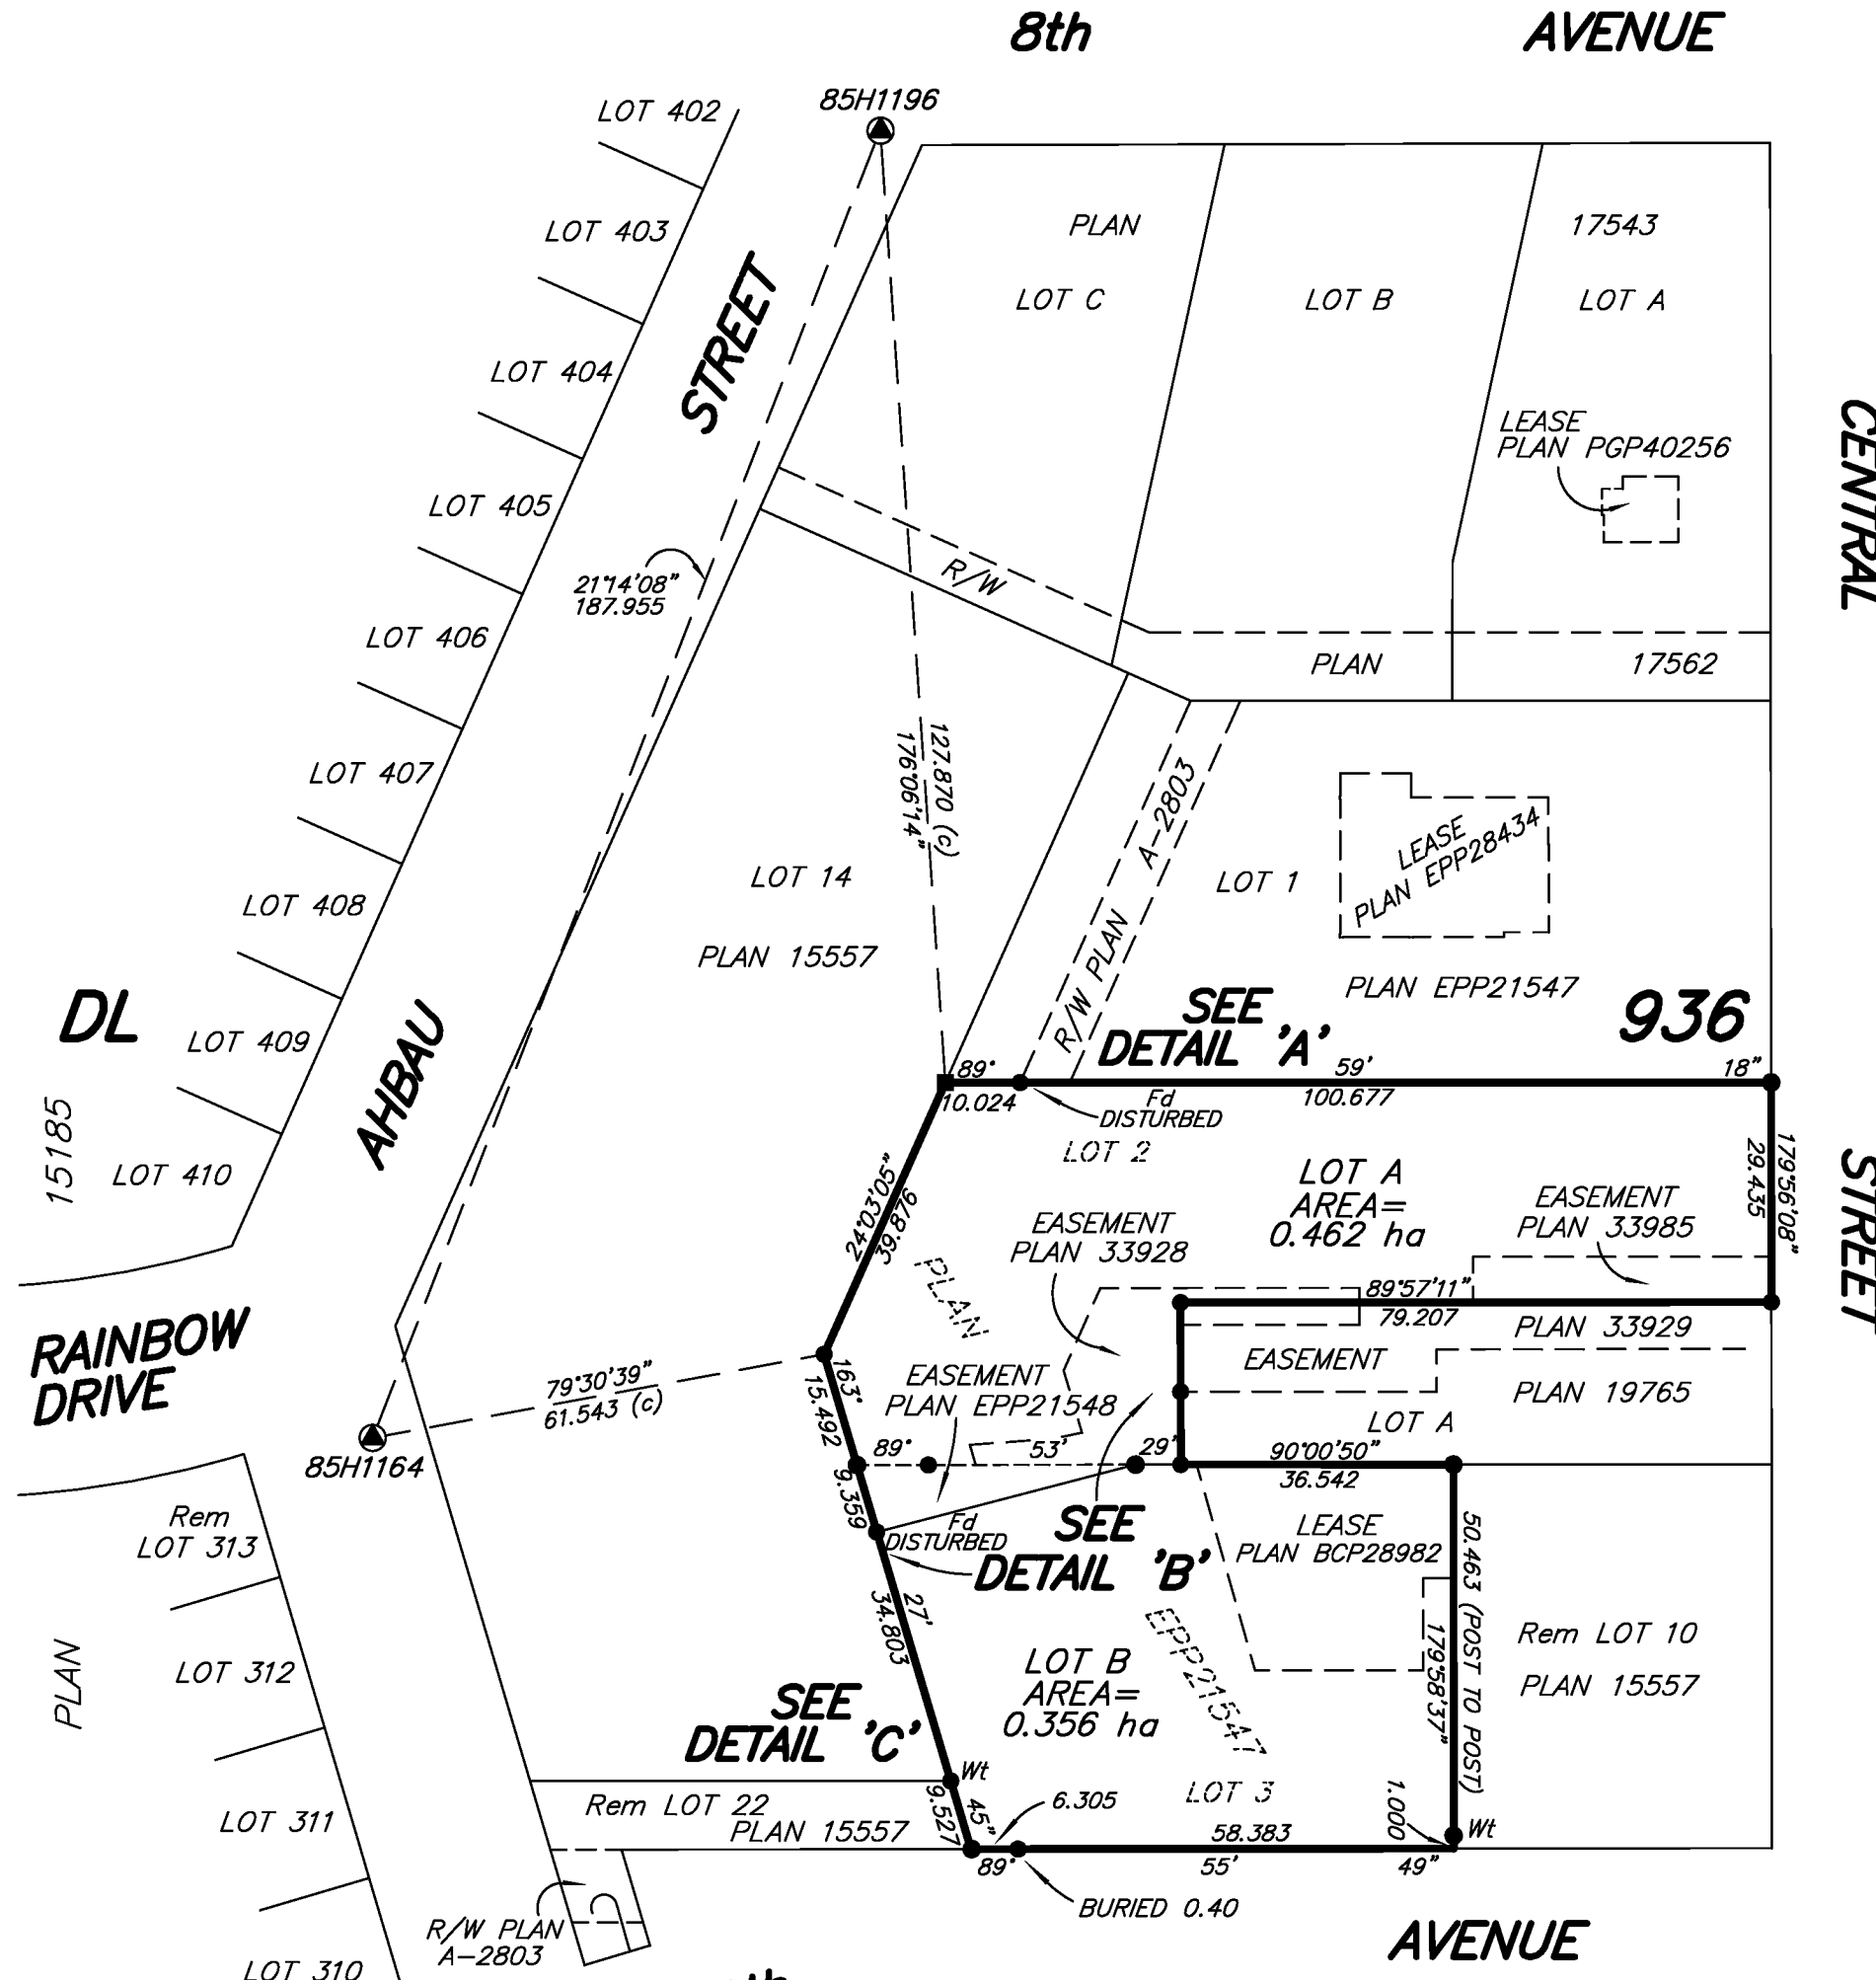 8th
AVENUE
85H1196
LOT 402
LOT 403
LOT 404
LOT 405
LOT 406
LOT 407
LOT 408
LOT 409
LOT 410
STREET
PLAN
17543
LOT C
LOT B
LOT A
LEASE
PLAN PGP40256
CENTRAL
R/W
PLAN
17562
21°14'08"
187.955
127.870 (c)
176°06'14"
LOT 14
PLAN 15557
R/W PLAN A-2803
LOT 1
LEASE
PLAN EPP28434
PLAN EPP21547
DL
936
15185
AHBAU
SEE
DETAIL 'A'
89°
59'
18"
10.024
100.677
Fd
DISTURBED
LOT 2
LOT A
AREA=
0.462 ha
179°56'08"
29.435
STREET
24°03'05"
39.876
EASEMENT
PLAN 33928
EASEMENT
PLAN 33985
PLAN
89°57'11"
79.207
PLAN 33929
EASEMENT
PLAN 19765
LOT A
RAINBOW
DRIVE
79°30'39"
61.543 (c)
85H1164
163°
15.492
EASEMENT
PLAN EPP21548
89°
53'
29"
90°00'50"
36.542
9.359
Fd
DISTURBED
SEE
DETAIL 'B'
LEASE
PLAN BCP28982
50.463 (POST TO POST)
179°58'37"
Rem
LOT 313
LOT 312
LOT 311
LOT 310
PLAN
27'
34.803
LOT B
AREA=
0.356 ha
EPP21547
Rem LOT 10
PLAN 15557
SEE
DETAIL 'C'
Wt
9.527
45"
Rem LOT 22
PLAN 15557
6.305
LOT 3
1.000
Wt
58.383
89°
55'
49"
BURIED 0.40
R/W PLAN
A-2803
AVENUE